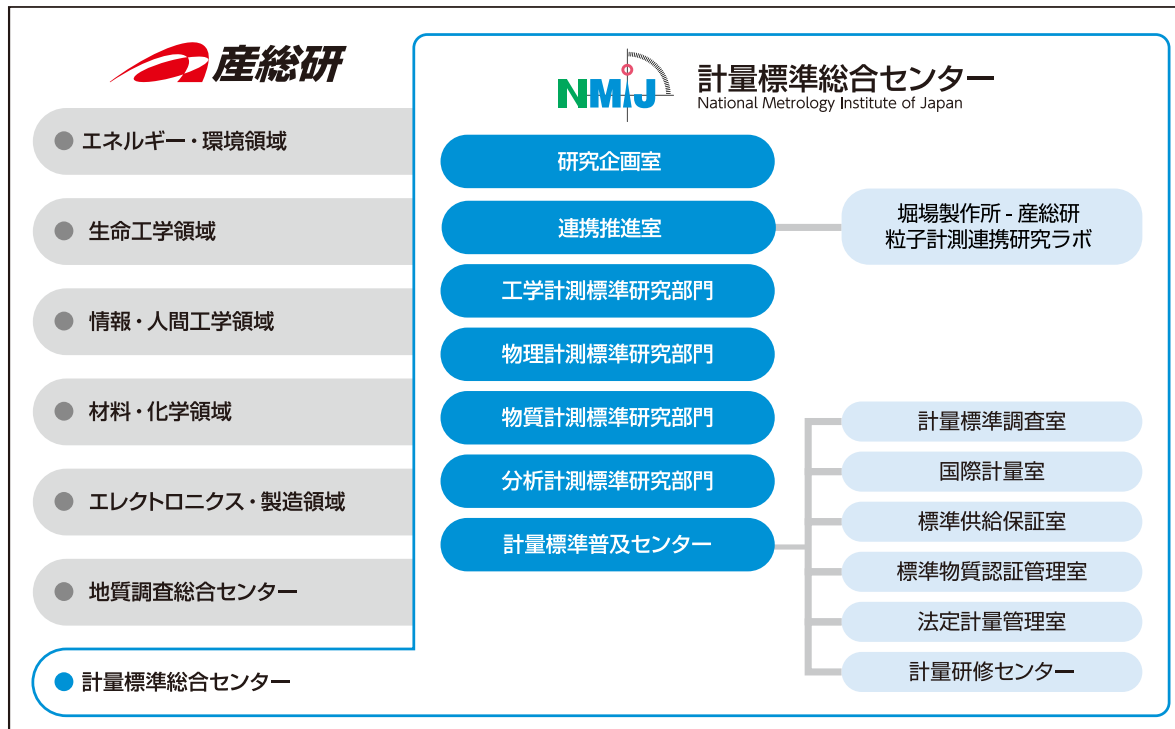 産総研
エネルギー・環境領域
生命工学領域
情報・人間工学領域
材料・化学領域
エレクトロニクス・製造領域
地質調査総合センター
計量標準総合センター
NMIJ
計量標準総合センター
National Metrology Institute of Japan
研究企画室
連携推進室
工学計測標準研究部門
物理計測標準研究部門
物質計測標準研究部門
分析計測標準研究部門
計量標準普及センター
堀場製作所 - 産総研
粒子計測連携研究ラボ
計量標準調査室
国際計量室
標準供給保証室
標準物質認証管理室
法定計量管理室
計量研修センター